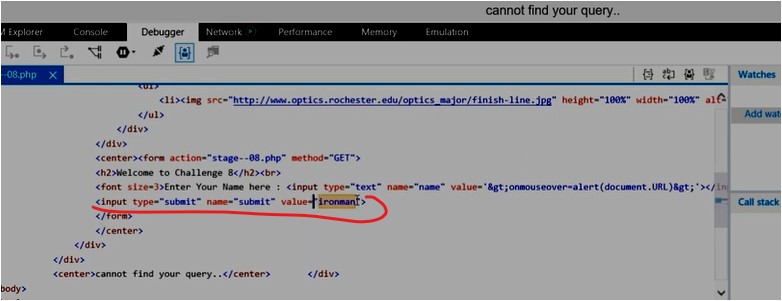 cannot find your query..
M Explorer Console Debugger Network Performance Memory Emulation
--08.php
Watches
<ul>
<li><img src="http://www.optics.rochester.edu/optics_major/finish-line.jpg" height="100%" width="100%" alt=
</ul>
Add wat
</div>
</div>
<center><form action="stage--08.php" method="GET">
<h2>Welcome to Challenge 8</h2><br>
<font size=3>Enter Your Name here : <input type="text" name="name" value='&gt;onmouseover=alert(document.URL)&gt;'></in
<input type="submit" name="submit" value="ironman">
Call stack
</form>
</center>
</div>
</div>
<center>cannot find your query..</center> </div>
body>